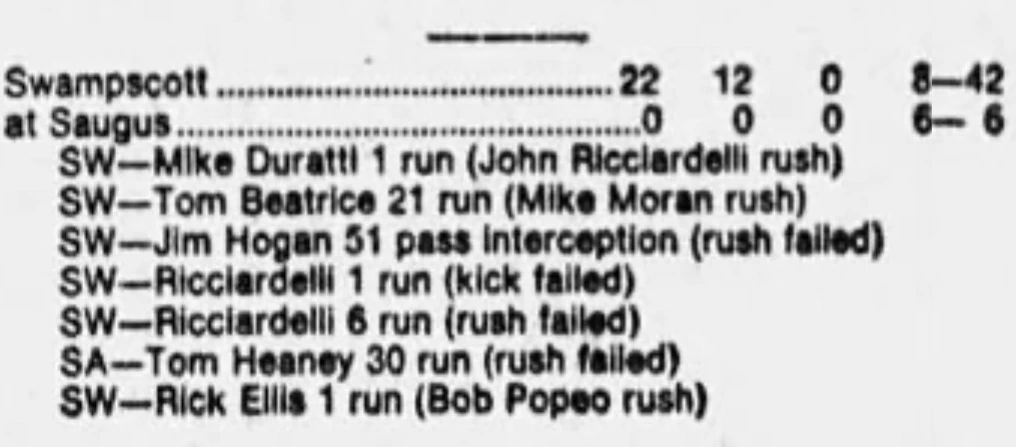 Swampscott ........................................ 22 12 0 8—42
at Saugus ............................................... 0 0 0 6— 6
SW—Mike Duratti 1 run (John Ricciardelli rush)
SW—Tom Beatrice 21 run (Mike Moran rush)
SW—Jim Hogan 51 pass interception (rush failed)
SW—Ricciardelli 1 run (kick failed)
SW—Ricciardelli 6 run (rush failed)
SA—Tom Heaney 30 run (rush failed)
SW—Rick Ellis 1 run (Bob Popeo rush)